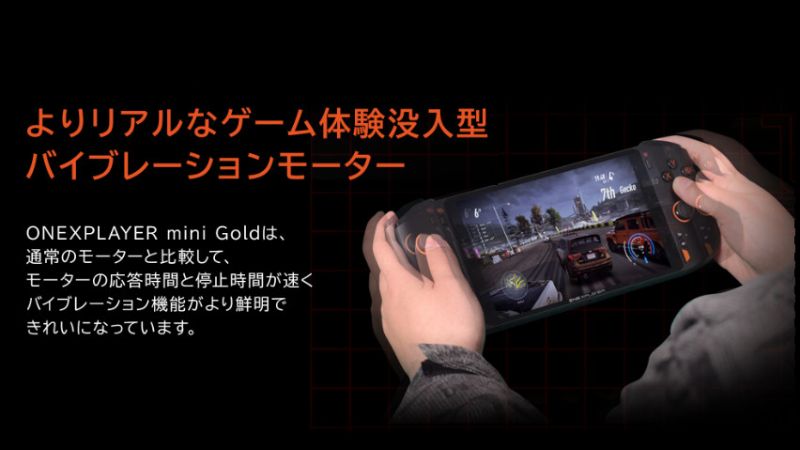 よりリアルなゲーム体験没入型
バイブレーションモーター
ONEXPLAYER mini Goldは、
通常のモーターと比較して、
モーターの応答時間と停止時間が速く
バイブレーション機能がより鮮明で
きれいになっています。
7th Gecko
6°